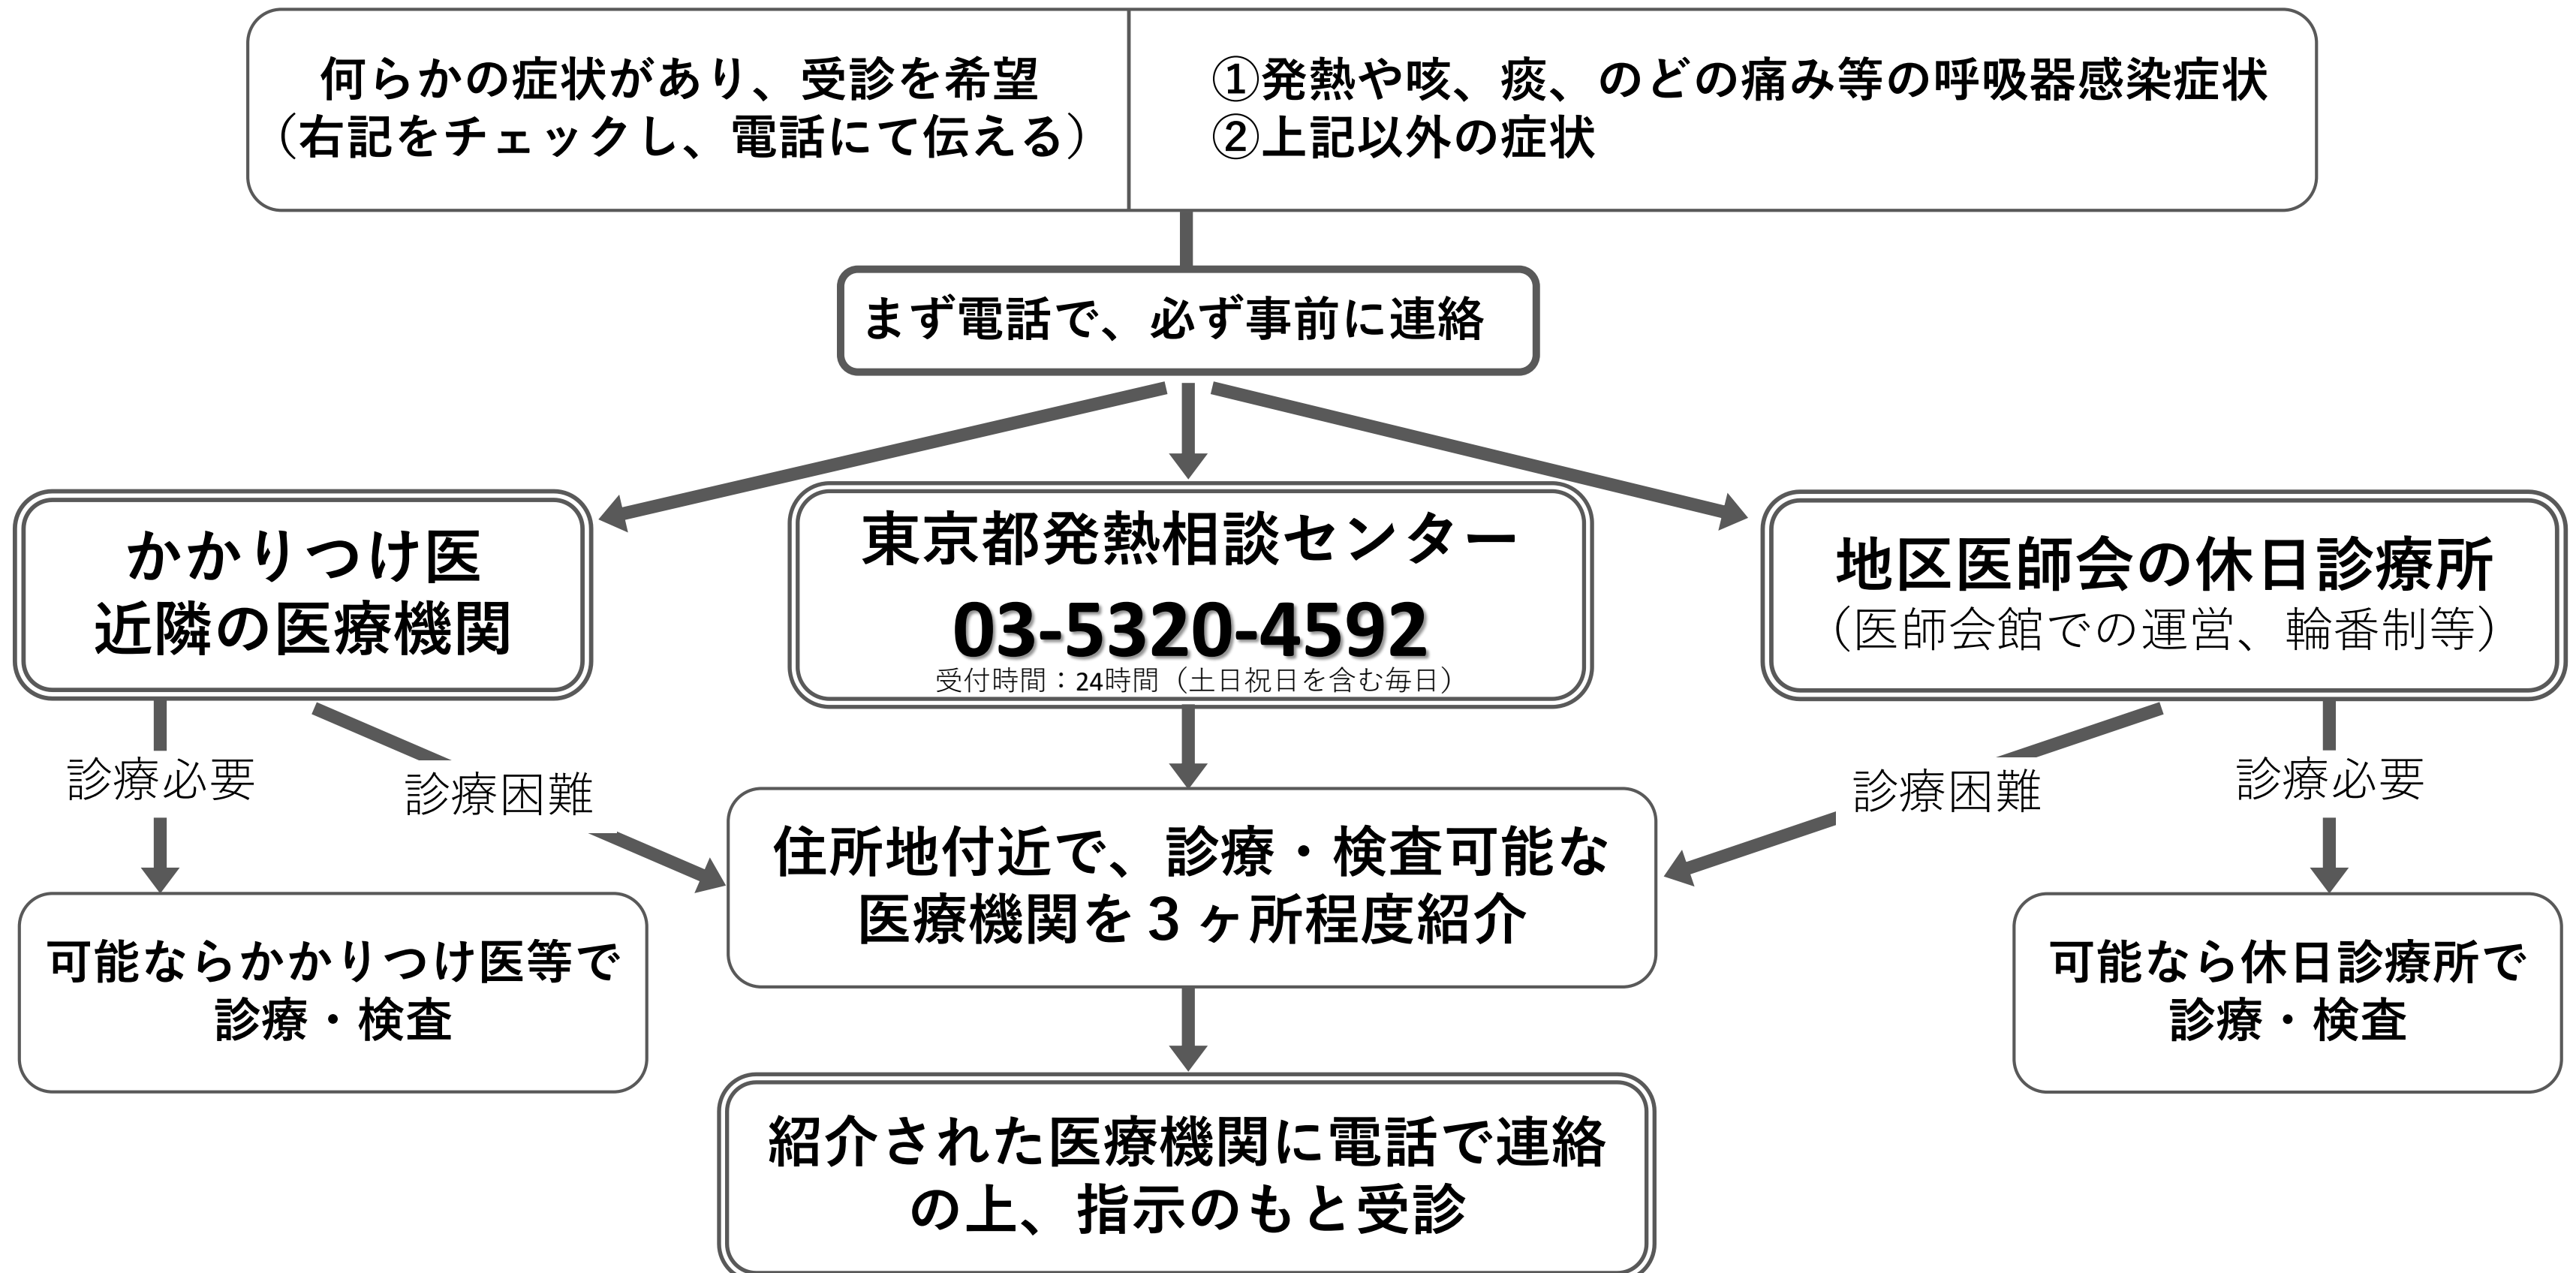 何らかの症状があり、受診を希望
（右記をチェックし、電話にて伝える）
①発熱や咳、痰、のどの痛み等の呼吸器感染症状
②上記以外の症状
まず電話で、必ず事前に連絡
かかりつけ医
近隣の医療機関
東京都発熱相談センター
03-5320-4592
受付時間：24時間（土日祝日を含む毎日）
地区医師会の休日診療所
（医師会館での運営、輪番制等）
診療必要
診療困難
診療困難
診療必要
可能ならかかりつけ医等で
診療・検査
住所地付近で、診療・検査可能な
医療機関を３ヶ所程度紹介
可能なら休日診療所で
診療・検査
紹介された医療機関に電話で連絡
の上、指示のもと受診